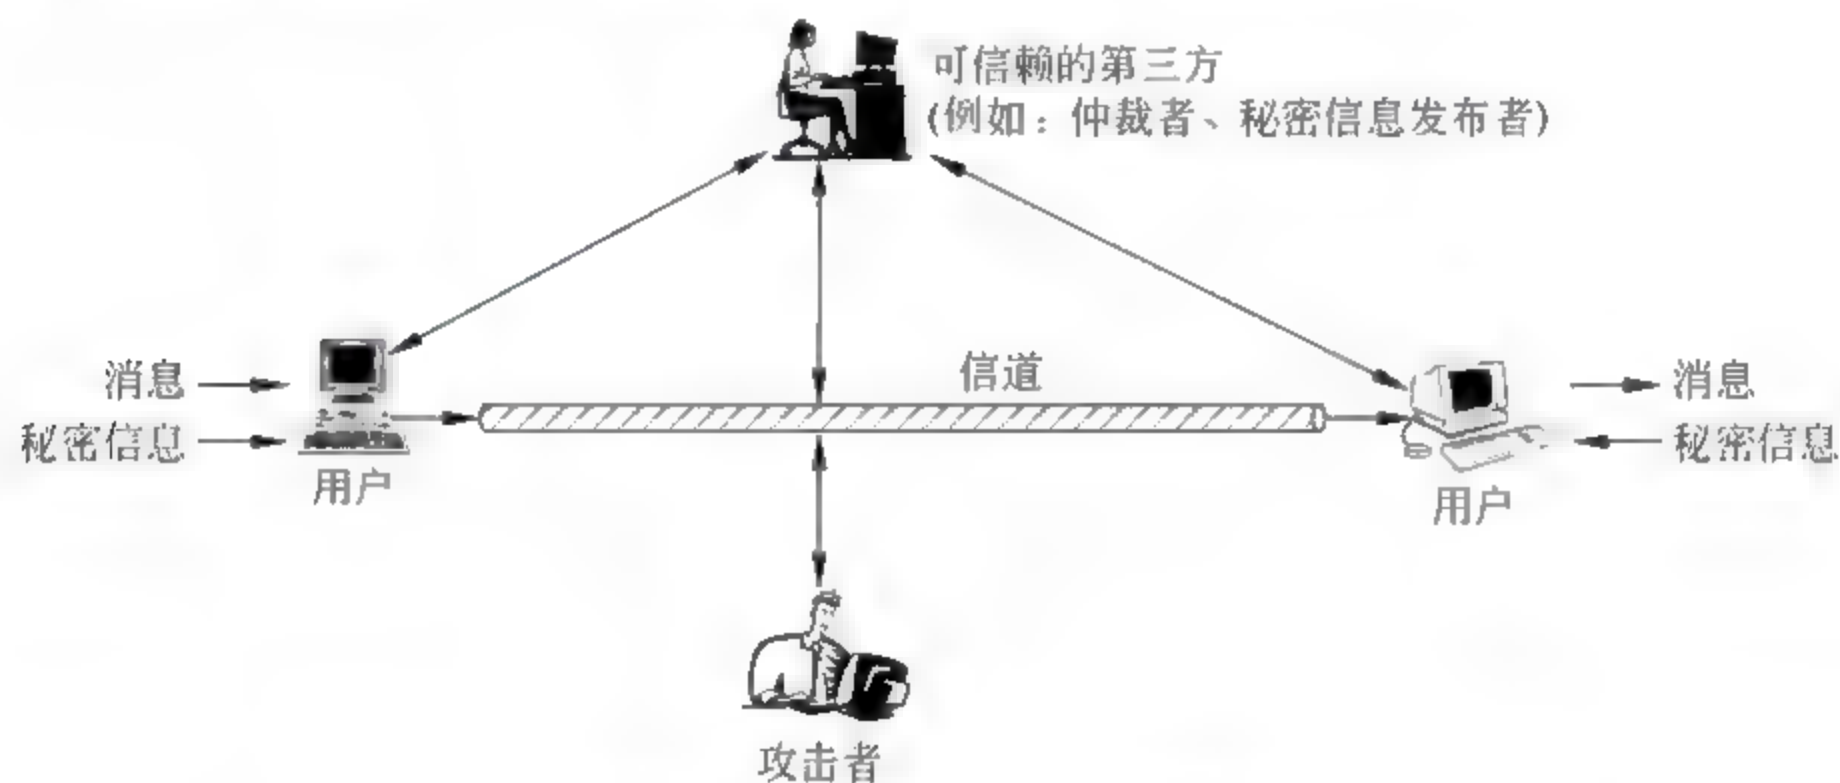 可信赖的第三方
(例如：仲裁者、秘密信息发布者)
信道
消息
秘密信息
用户
消息
秘密信息
用户
攻击者